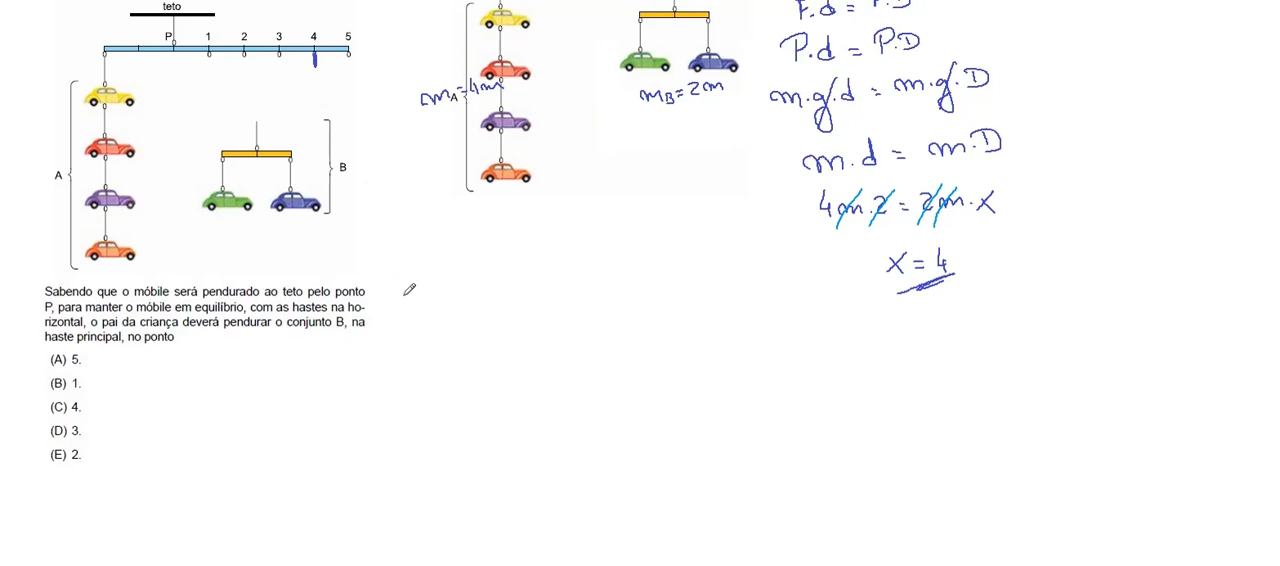 teto
P 1 2 3 4 5
A
B
mA=4m
mB=2m
F.d =
P.d = P.D
m.g.d = m.g.D
m.d = m.D
4m.2 = 2m.x
x = 4
Sabendo que o móbile será pendurado ao teto pelo ponto
P, para manter o móbile em equilíbrio, com as hastes na ho-
rizontal, o pai da criança deverá pendurar o conjunto B, na
haste principal, no ponto
(A) 5.
(B) 1.
(C) 4.
(D) 3.
(E) 2.